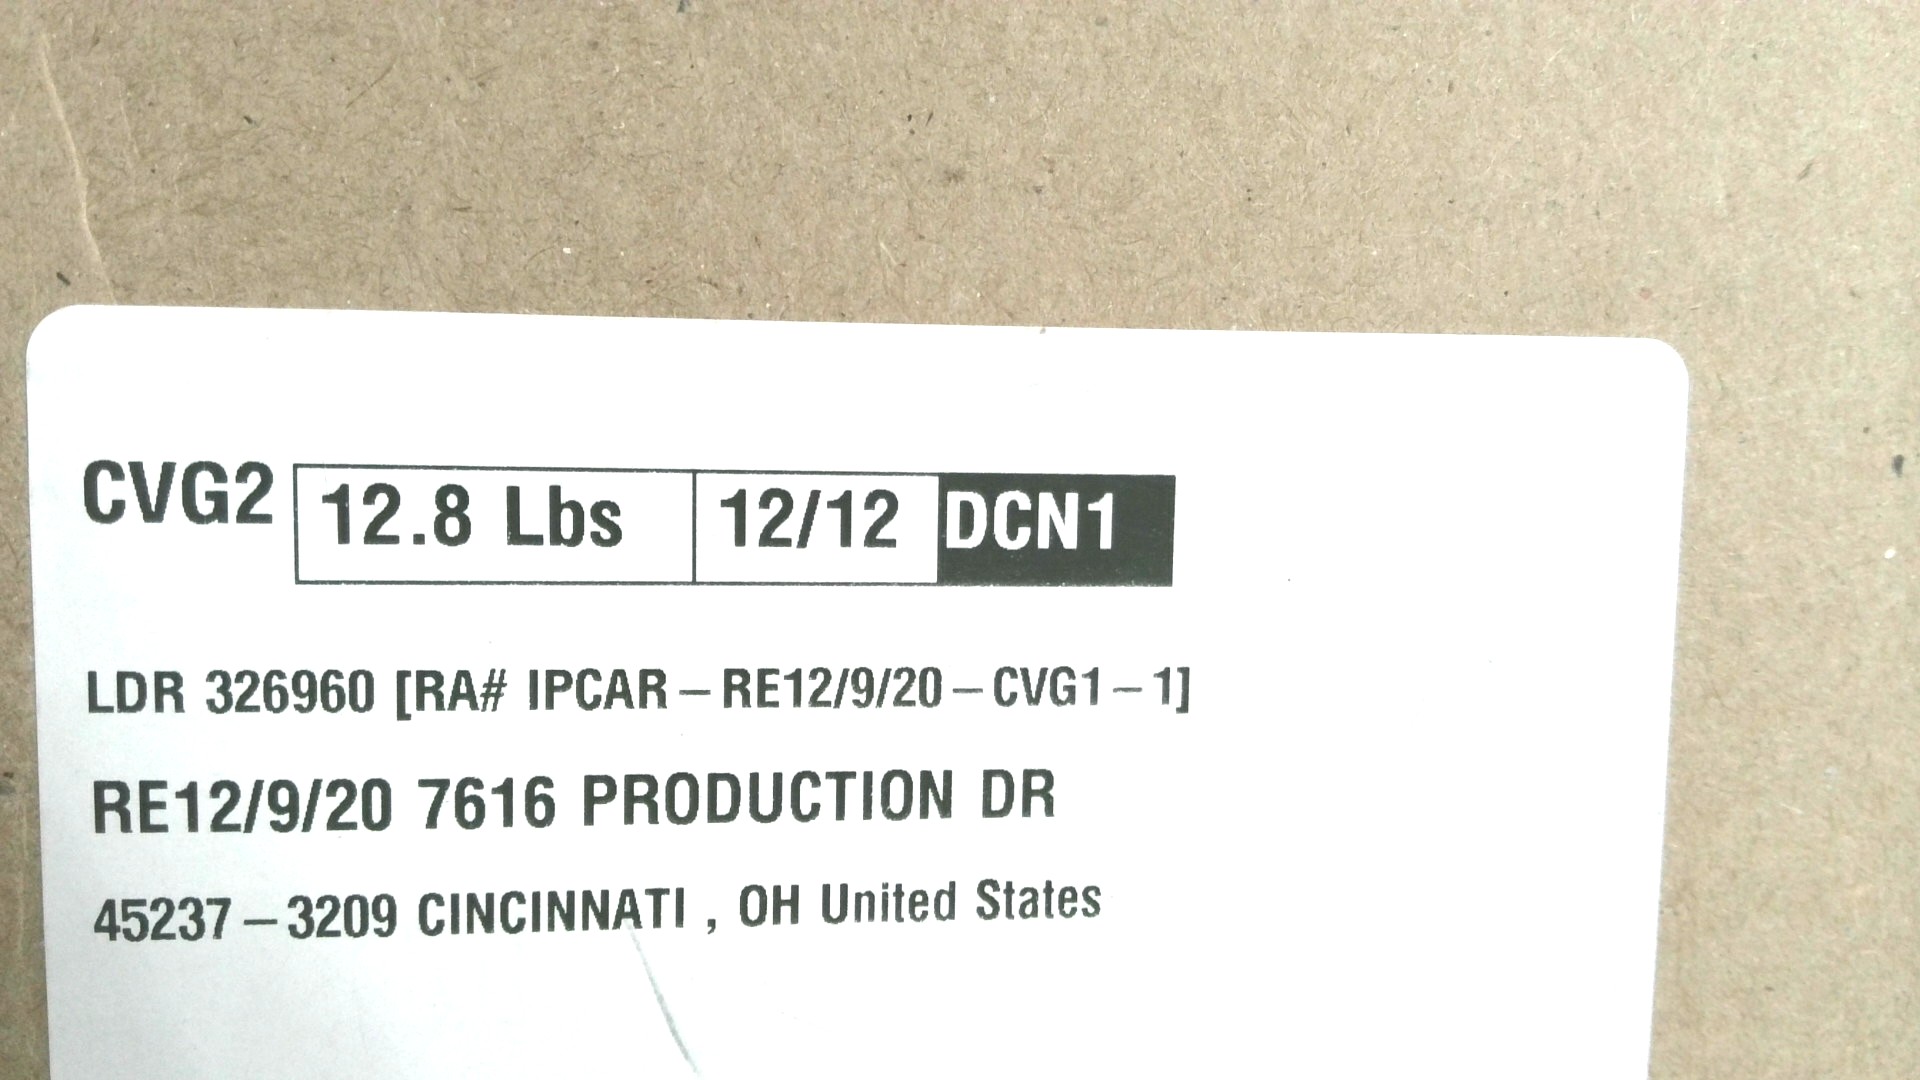 CVG2 12.8 Lbs 12/12 DCN1
LDR 326960 [RA# IPCAR-RE12/9/20-CVG1-1]
RE12/9/20 7616 PRODUCTION DR
45237-3209 CINCINNATI , OH United States